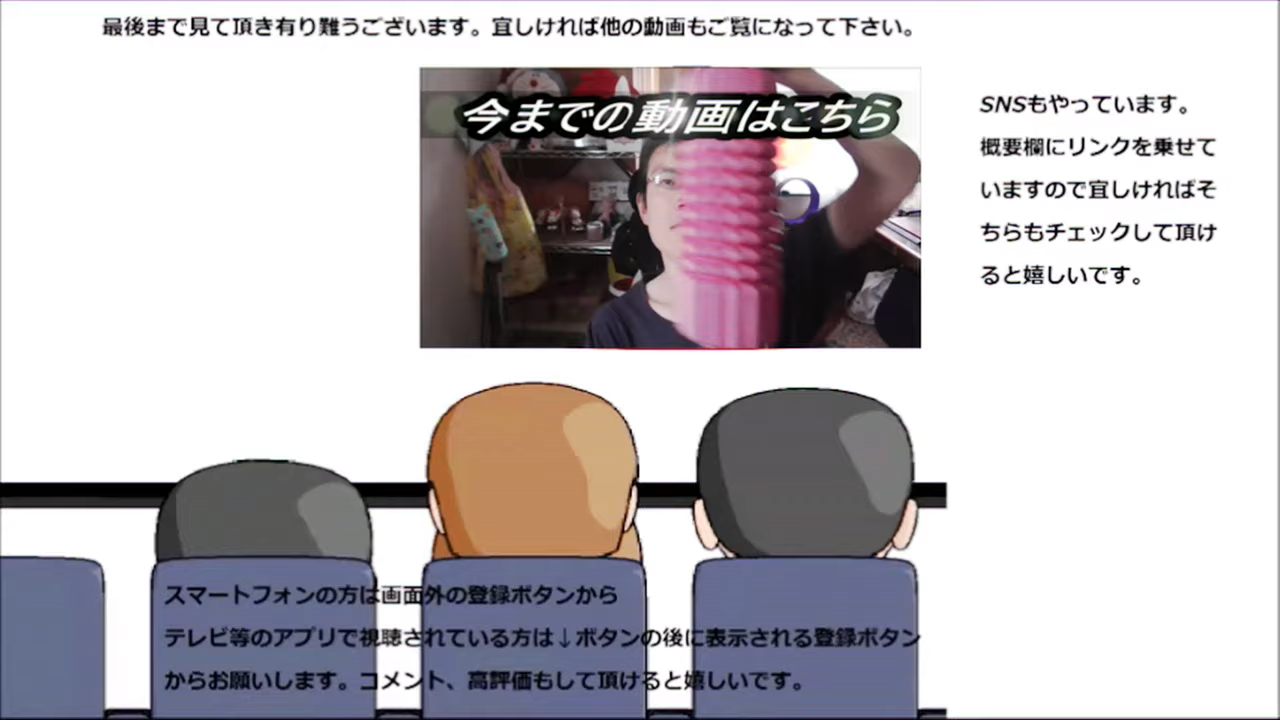 最後まで見て頂き有り難うございます。宜しければ他の動画もご覧になって下さい。
今までの動画はこちら
SNSもやっています。
概要欄にリンクを乗せて
いますので宜しければそ
ちらもチェックして頂け
ると嬉しいです。
スマートフォンの方は画面外の登録ボタンから
テレビ等のアプリで視聴されている方は↓ボタンの後に表示される登録ボタン
からお願いします。コメント、高評価もして頂けると嬉しいです。